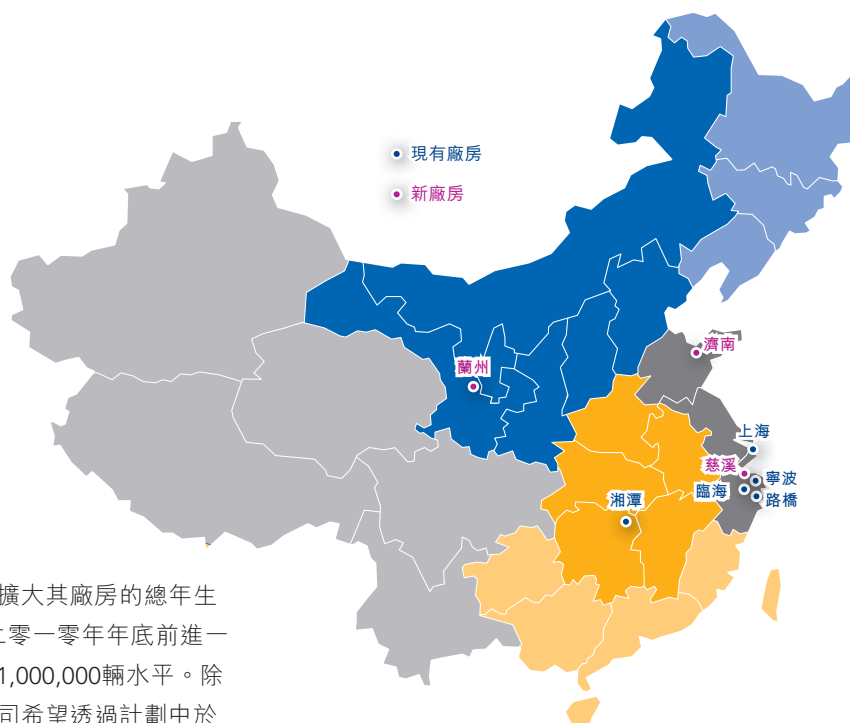 現有廠房
新廠房
濟南
蘭州
上海
慈溪
寧波
臨海
路橋
湘潭
擴大其廠房的總年生
二零一零年年底前進一
1,000,000輛水平。除
司希望透過計劃中於